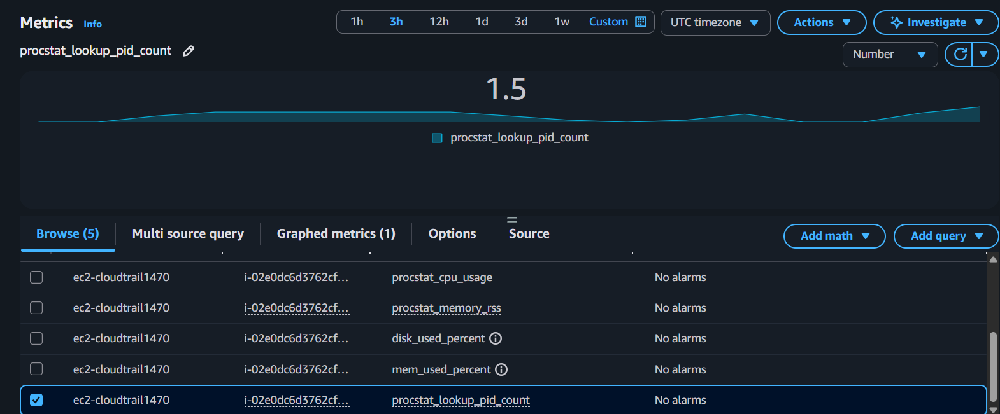 Metrics Info 1h 3h 12h 1d 3d 1w Custom UTC timezone Actions Investigate
procstat_lookup_pid_count Number
1.5
procstat_lookup_pid_count
Browse (5) Multi source query Graphed metrics (1) Options Source Add math Add query
ec2-cloudtrail1470 i-02e0dc6d3762cf... procstat_cpu_usage No alarms
ec2-cloudtrail1470 i-02e0dc6d3762cf... procstat_memory_rss No alarms
ec2-cloudtrail1470 i-02e0dc6d3762cf... disk_used_percent No alarms
ec2-cloudtrail1470 i-02e0dc6d3762cf... mem_used_percent No alarms
ec2-cloudtrail1470 i-02e0dc6d3762cf... procstat_lookup_pid_count No alarms